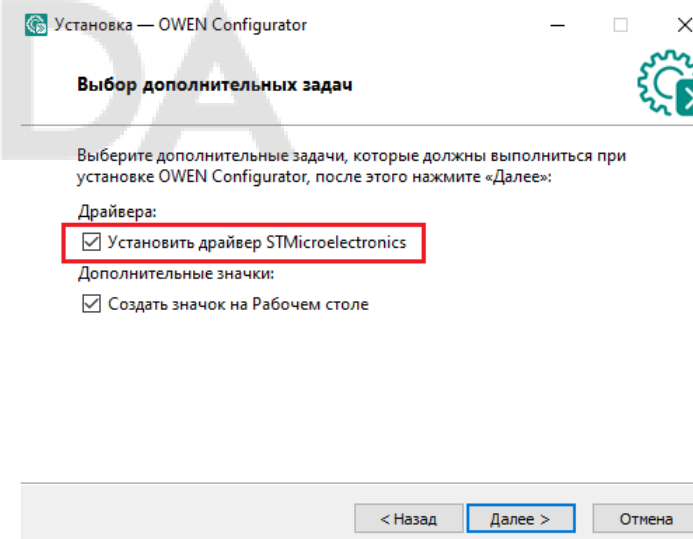 Установка — OWEN Configurator
Выбор дополнительных задач
Выберите дополнительные задачи, которые должны выполниться при
установке OWEN Configurator, после этого нажмите «Далее»:
Драйвера:
Установить драйвер STMicroelectronics
Дополнительные значки:
Создать значок на Рабочем столе
< Назад
Далее >
Отмена
DA